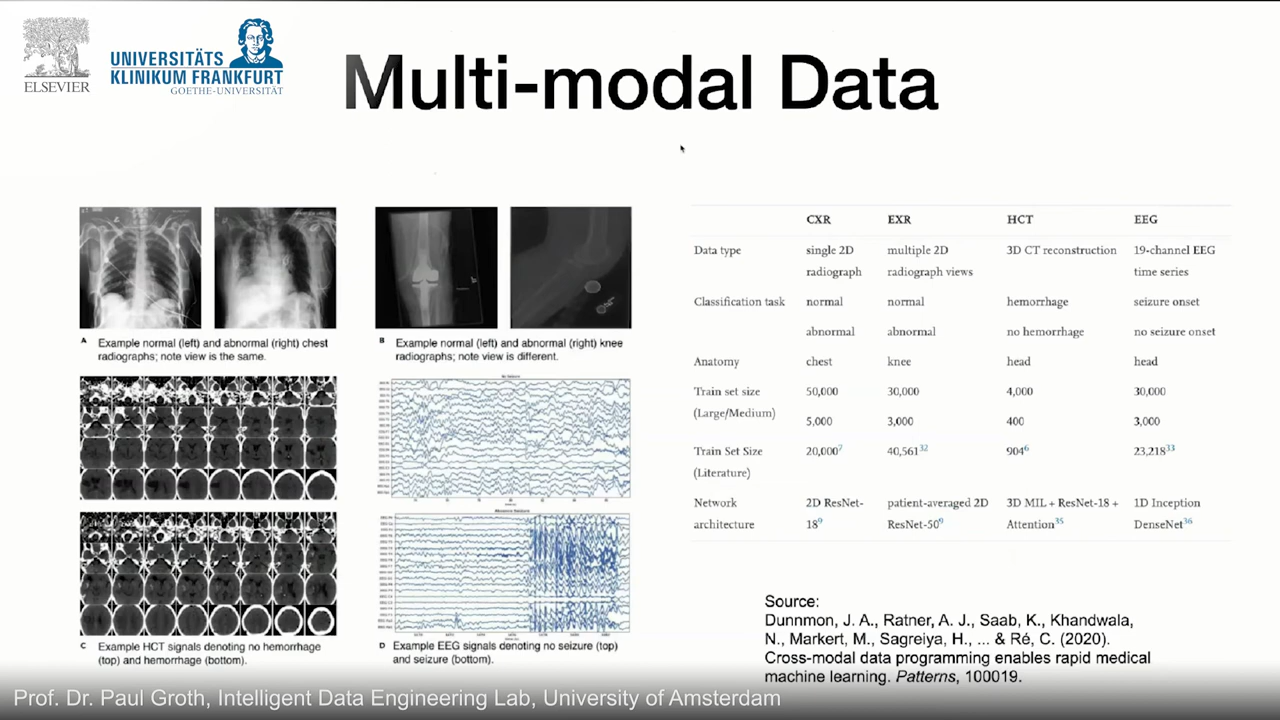 ELSEVIER
UNIVERSITÄTS
KLINIKUM FRANKFURT
GOETHE-UNIVERSITÄT
Multi-modal Data
A Example normal (left) and abnormal (right) chest
radiographs; note view is the same.
B Example normal (left) and abnormal (right) knee
radiographs; note view is different.
C Example HCT signals denoting no hemorrhage
(top) and hemorrhage (bottom).
D Example EEG signals denoting no seizure (top)
and seizure (bottom).
CXR EXR HCT EEG
Data type single 2D multiple 2D 3D CT reconstruction 19-channel EEG
radiograph radiograph views time series
Classification task normal normal hemorrhage seizure onset
abnormal abnormal no hemorrhage no seizure onset
Anatomy chest knee head head
Train set size 50,000 30,000 4,000 30,000
(Large/Medium)
5,000 3,000 400 3,000
Train Set Size 20,000⁷ 40,561³² 904⁶ 23,218³³
(Literature)
Network 2D ResNet- patient-averaged 2D 3D MIL + ResNet-18 + 1D Inception
architecture 18⁹ ResNet-50⁹ Attention³⁵ DenseNet³⁶
Source:
Dunnmon, J. A., Ratner, A. J., Saab, K., Khandwala,
N., Markert, M., Sagreiya, H., ... & Ré, C. (2020).
Cross-modal data programming enables rapid medical
machine learning. Patterns, 100019.
Prof. Dr. Paul Groth, Intelligent Data Engineering Lab, University of Amsterdam